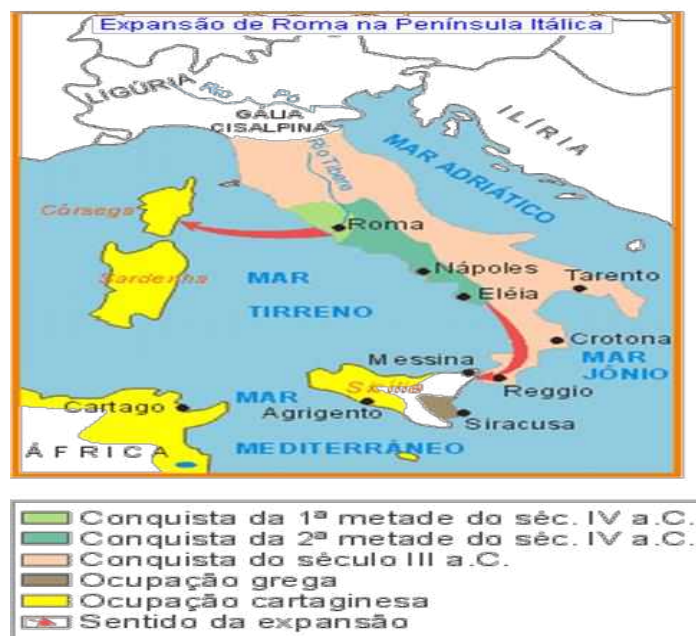 Expansão de Roma na Península Itálica
LIGÚRIA
Rio Pó
GÁLIA
CISALPINA
ILÍRIA
Rio Tibre
MAR ADRIÁTICO
Córsega
Roma
Sardenha
MAR
TIRRENO
Nápoles
Eléia
Tarento
Crotona
MAR
JÓNIO
Messina
Reggio
Cartago
MAR
Agrigento
Siracusa
ÁFRICA
MEDITERRÂNEO
Conquista da 1ª metade do séc. IV a.C.
Conquista da 2ª metade do séc. IV a.C.
Conquista do século III a.C.
Ocupação grega
Ocupação cartaginesa
Sentido da expansão